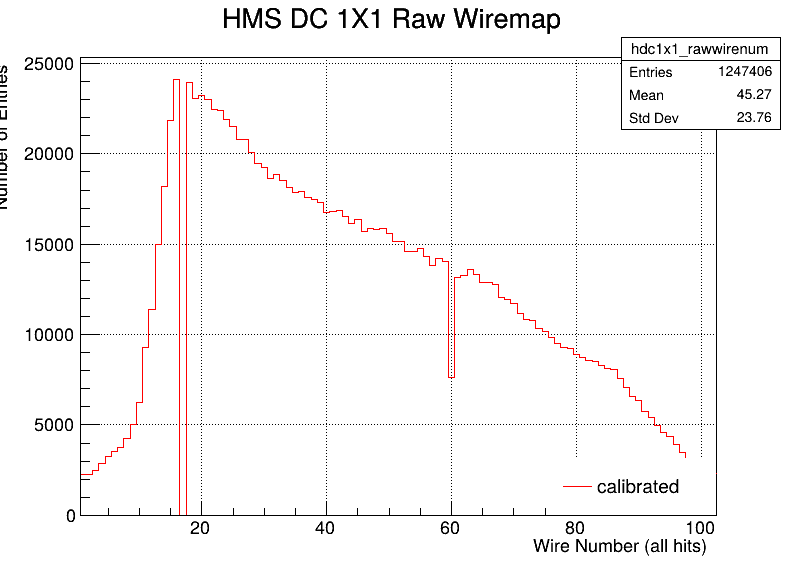 HMS DC 1X1 Raw Wiremap
hdc1x1_rawwirenum
Entries 1247406
Mean 45.27
Std Dev 23.76
Number of Entries
25000
20000
15000
10000
5000
0
20 40 60 80 100
calibrated
Wire Number (all hits)